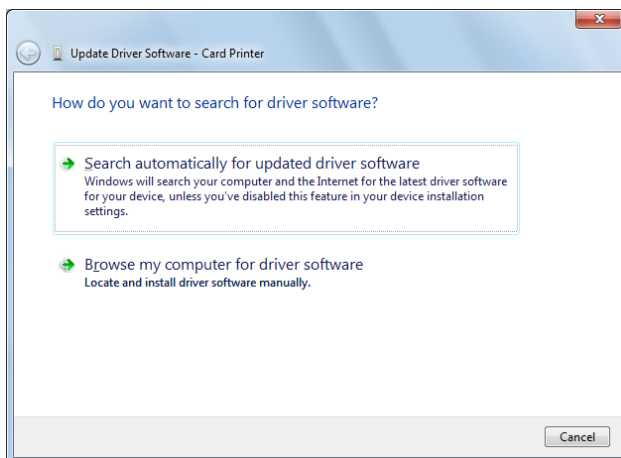 Update Driver Software - Card Printer
How do you want to search for driver software?
Search automatically for updated driver software
Windows will search your computer and the Internet for the latest driver software
for your device, unless you've disabled this feature in your device installation
settings.
Browse my computer for driver software
Locate and install driver software manually.
Cancel